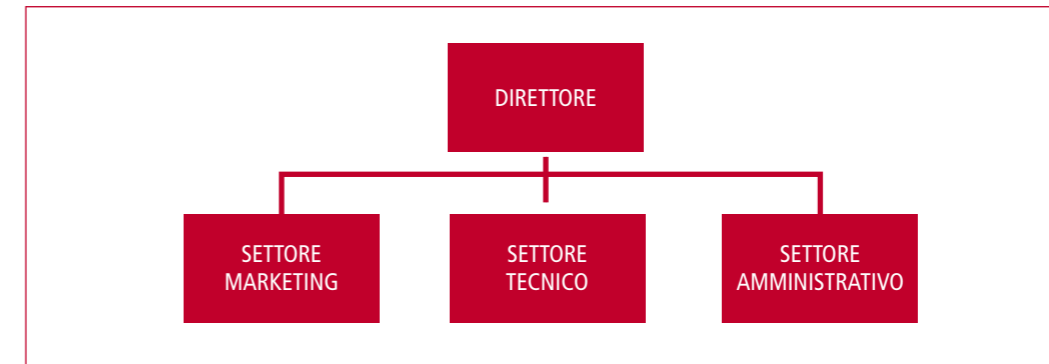 DIRETTORE
SETTORE
MARKETING
SETTORE
TECNICO
SETTORE
AMMINISTRATIVO